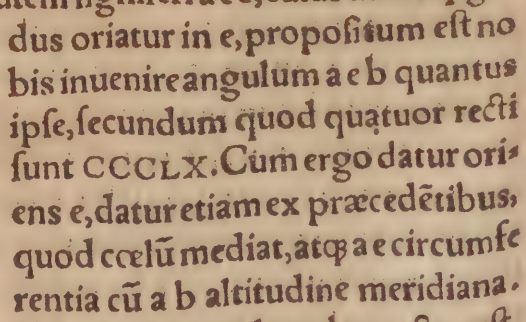 dus oriatur in e, propoſitum eſt no
bis inuenire angulum a e b quantus
ipſe, ſecundum quod quatuor recti
ſunt CCCLX. Cum ergo datur ori⸗
ens e, datur etiam ex præcedẽtibus,
quod cœlũ mediat, atqꝫ a e circumfe
rentia cũ a b altitudine meridiana.